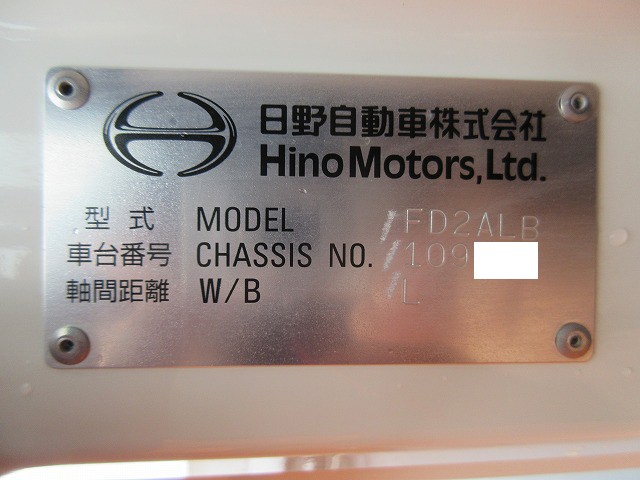 日野自動車株式会社
Hino Motors, Ltd.
型式 MODEL /FD2ALB
車台番号 CHASSIS NO. /109
軸間距離 W/B /L